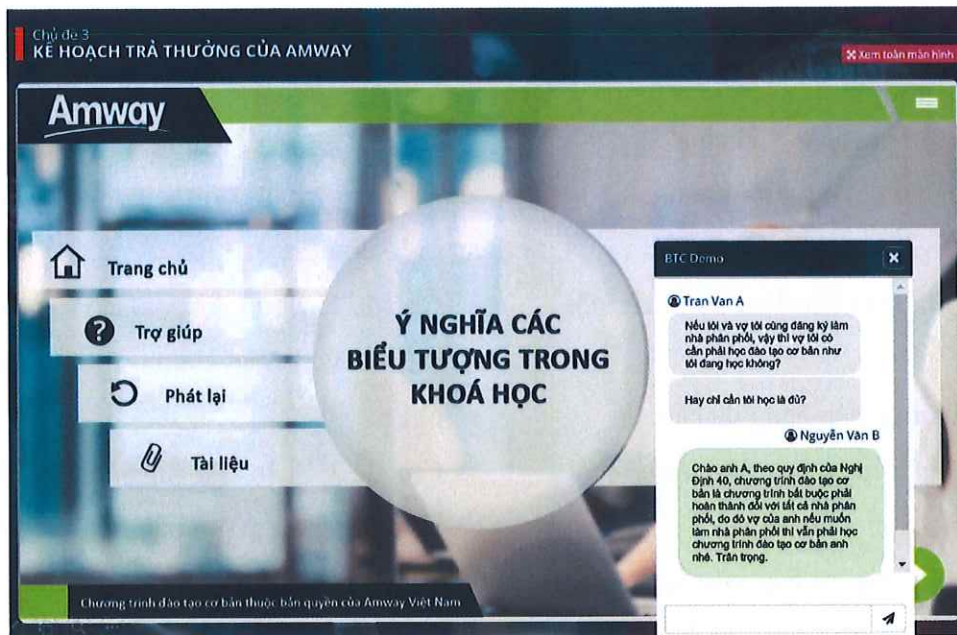 Chủ đề 3
KẾ HOẠCH TRẢ THƯỞNG CỦA AMWAY
Xem toàn màn hình
Amway
Trang chủ
Trợ giúp
Phát lại
Tài liệu
Ý NGHĨA CÁC
BIỂU TƯỢNG TRONG
KHOÁ HỌC
BTC Demo
Tran Van A
Nếu tôi và vợ tôi cùng đăng ký làm
nhà phân phối, vậy thì vợ tôi có
cần phải học đào tạo cơ bản như
tôi đang học không?
Hay chỉ cần tôi học là đủ?
Nguyễn Văn B
Chào anh A, theo quy định của Nghị
Định 40, chương trình đào tạo cơ
bản là chương trình bắt buộc phải
hoàn thành đối với tất cả nhà phân
phối, do đó vợ của anh nếu muốn
làm nhà phân phối thì vẫn phải học
chương trình đào tạo cơ bản anh
nhé. Trân trọng.
Chương trình đào tạo cơ bản thuộc bản quyền của Amway Việt Nam